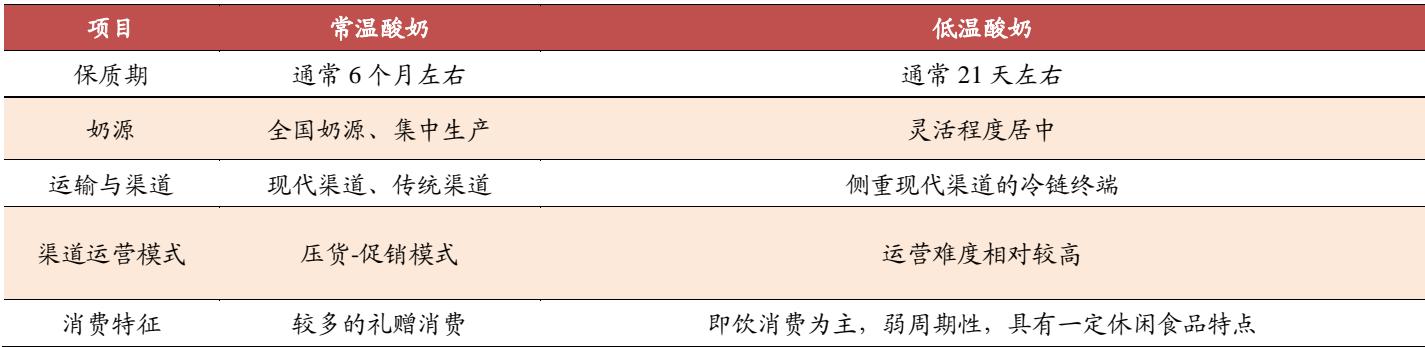 项目 常温酸奶 低温酸奶
保质期 通常 6 个月左右 通常 21 天左右
奶源 全国奶源、集中生产 灵活程度居中
运输与渠道 现代渠道、传统渠道 侧重现代渠道的冷链终端
渠道运营模式 压货-促销模式 运营难度相对较高
消费特征 较多的礼赠消费 即饮消费为主，弱周期性，具有一定休闲食品特点